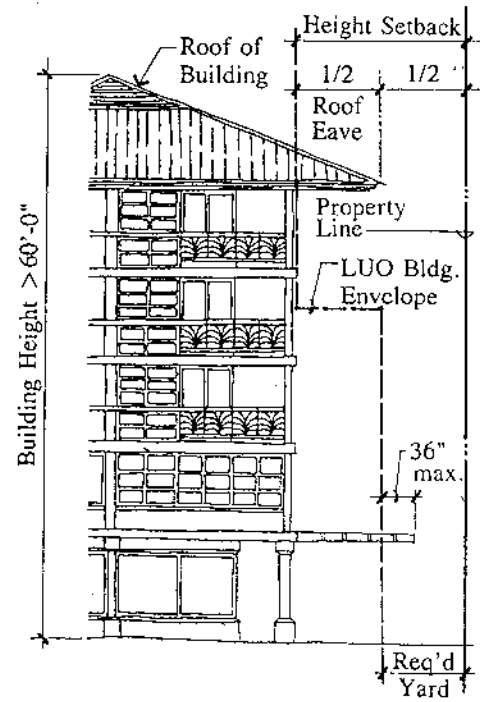 Height Setback
Roof of
Building
1/2
1/2
Roof
Eave
Property
Line
LUO Bldg.
Envelope
Building Height >60'-0"
36"
max.
Req'd
Yard